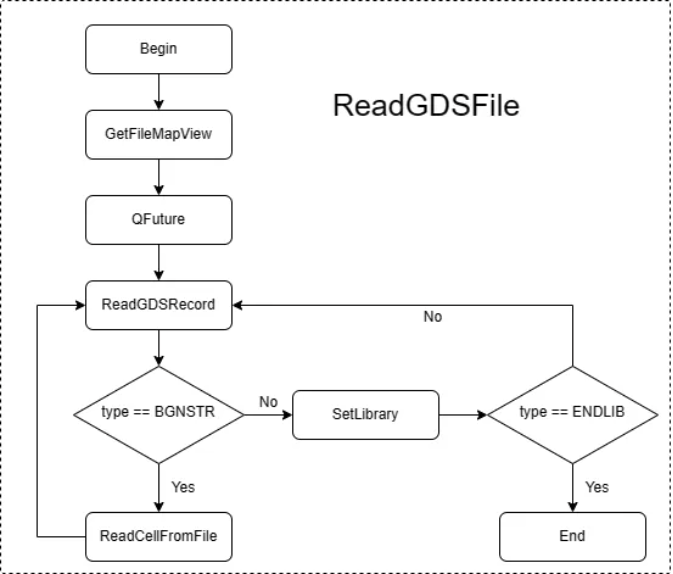 Begin
ReadGDSFile
GetFileMapView
QFuture
ReadGDSRecord
No
type == BGNSTR
No
SetLibrary
type == ENDLIB
Yes
Yes
ReadCellFromFile
End